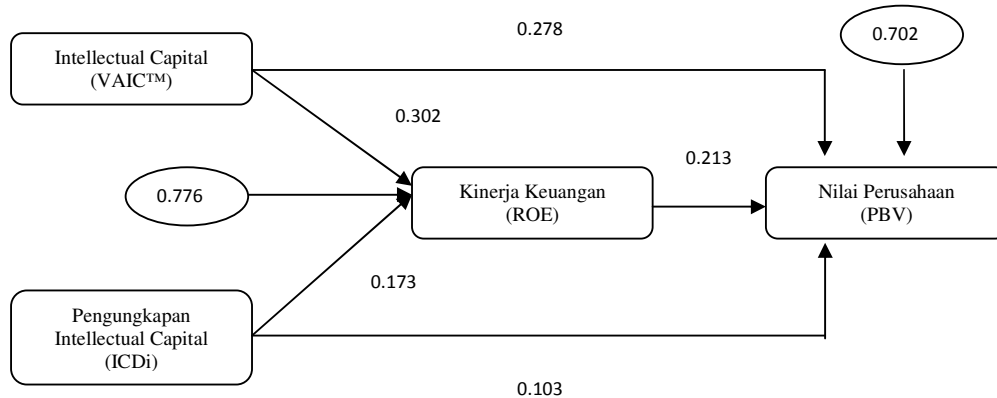 0.278
0.702
Intellectual Capital
(VAIC™)
0.302
0.213
0.776
Kinerja Keuangan
(ROE)
Nilai Perusahaan
(PBV)
0.173
Pengungkapan
Intellectual Capital
(ICDi)
0.103